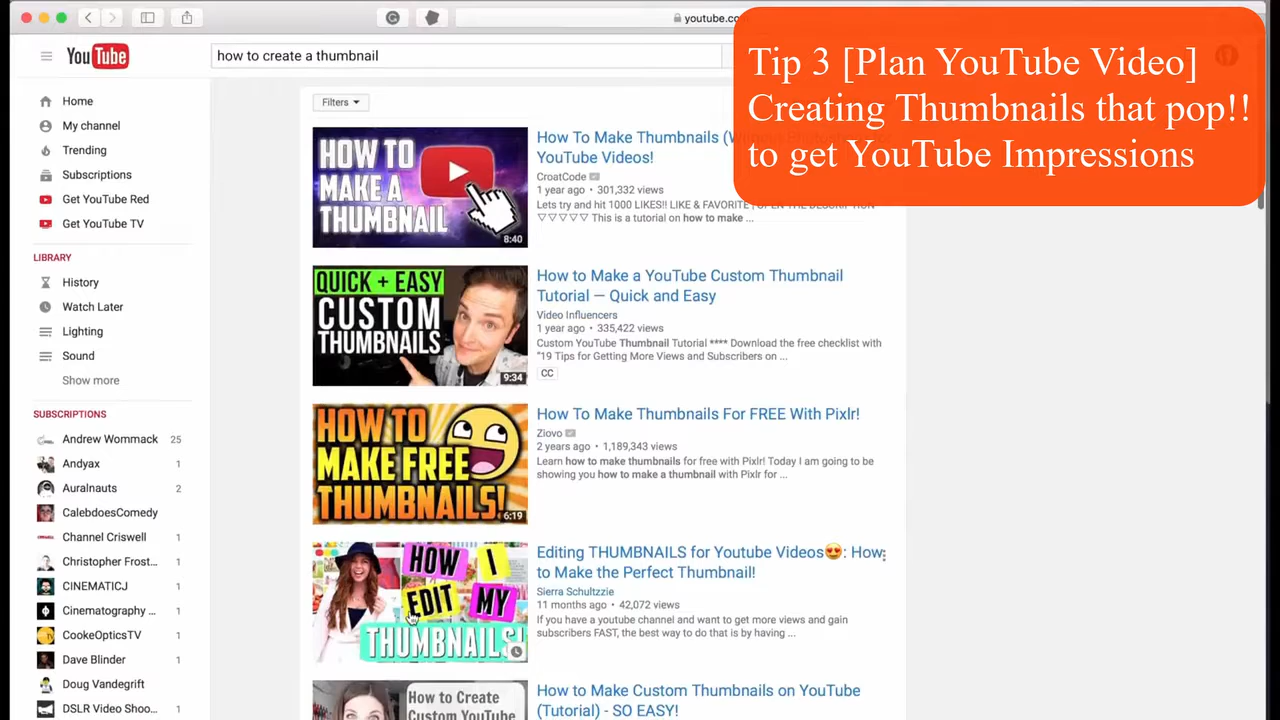 youtube.co
YouTube
how to create a thumbnail
Tip 3 [Plan YouTube Video]
Creating Thumbnails that pop!!
to get YouTube Impressions
Home
My channel
Trending
Subscriptions
Get YouTube Red
Get YouTube TV
LIBRARY
History
Watch Later
Lighting
Sound
Show more
SUBSCRIPTIONS
Andrew Wommack 25
Andyax 1
Auralnauts 2
CalebdoesComedy
Channel Criswell 1
Christopher Frost... 1
CINEMATICJ 1
Cinematography ... 1
CookeOpticsTV 1
Dave Blinder 1
Doug Vandegrift 1
DSLR Video Shoo... 1
Filters
HOW TO
MAKE A
THUMBNAIL
8:40
How To Make Thumbnails
YouTube Videos!
CroatCode
1 year ago • 301,332 views
Lets try and hit 1000 LIKES!! LIKE & FAVORITE
▽▽▽▽▽ This is a tutorial on how to make ...
QUICK + EASY
CUSTOM
THUMBNAILS
9:34
How to Make a YouTube Custom Thumbnail
Tutorial — Quick and Easy
Video Influencers
1 year ago • 335,422 views
Custom YouTube Thumbnail Tutorial **** Download the free checklist with
"19 Tips for Getting More Views and Subscribers on ...
CC
HOW TO
MAKE FREE
THUMBNAILS!
6:19
How To Make Thumbnails For FREE With Pixlr!
Ziovo
2 years ago • 1,189,343 views
Learn how to make thumbnails for free with Pixlr! Today I am going to be
showing you how to make a thumbnail with Pixlr for ...
HOW I
EDIT MY
THUMBNAILS!
Editing THUMBNAILS for Youtube Videos😍: How
to Make the Perfect Thumbnail!
Sierra Schultzzie
11 months ago • 42,072 views
If you have a youtube channel and want to get more views and gain
subscribers FAST, the best way to do that is by having ...
How to Create
Custom YouTube
How to Make Custom Thumbnails on YouTube
(Tutorial) - SO EASY!